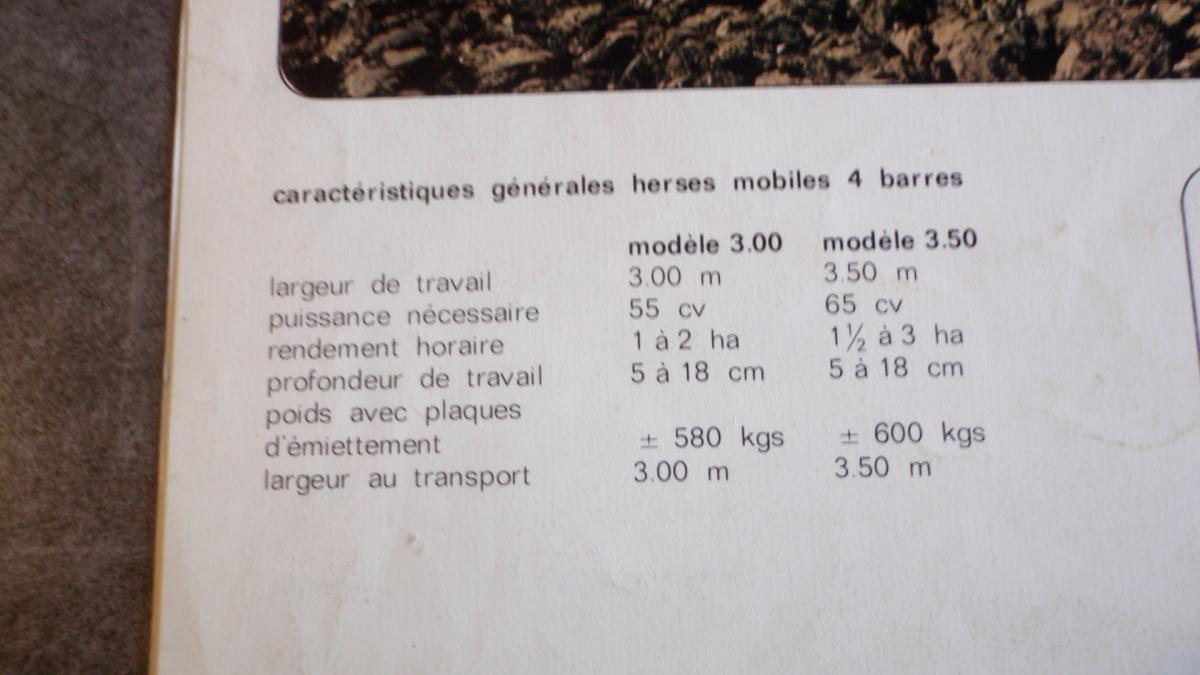 caractéristiques générales herses mobiles 4 barres
modèle 3.00 modèle 3.50
largeur de travail 3.00 m 3.50 m
puissance nécessaire 55 cv 65 cv
rendement horaire 1 à 2 ha 1½ à 3 ha
profondeur de travail 5 à 18 cm 5 à 18 cm
poids avec plaques
d'émiettement ± 580 kgs ± 600 kgs
largeur au transport 3.00 m 3.50 m